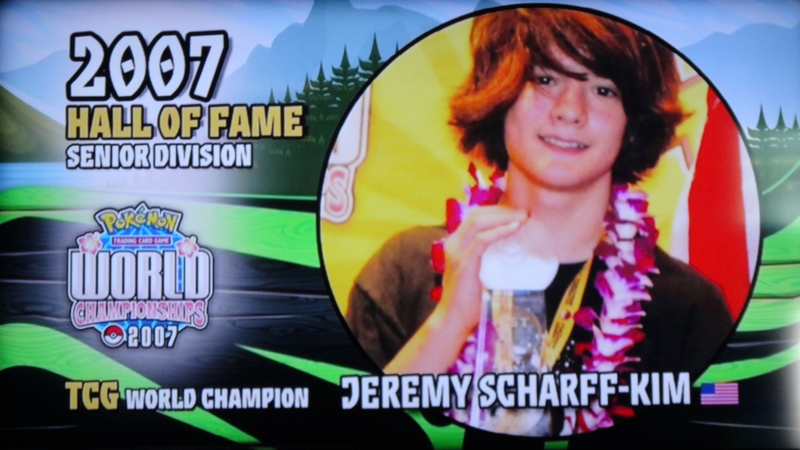 2007
HALL OF FAME
SENIOR DIVISION
POKéMON
TRADING CARD GAME
WORLD
CHAMPIONSHIPS
2007
TCG WORLD CHAMPION
JEREMY SCHARFF-KIM